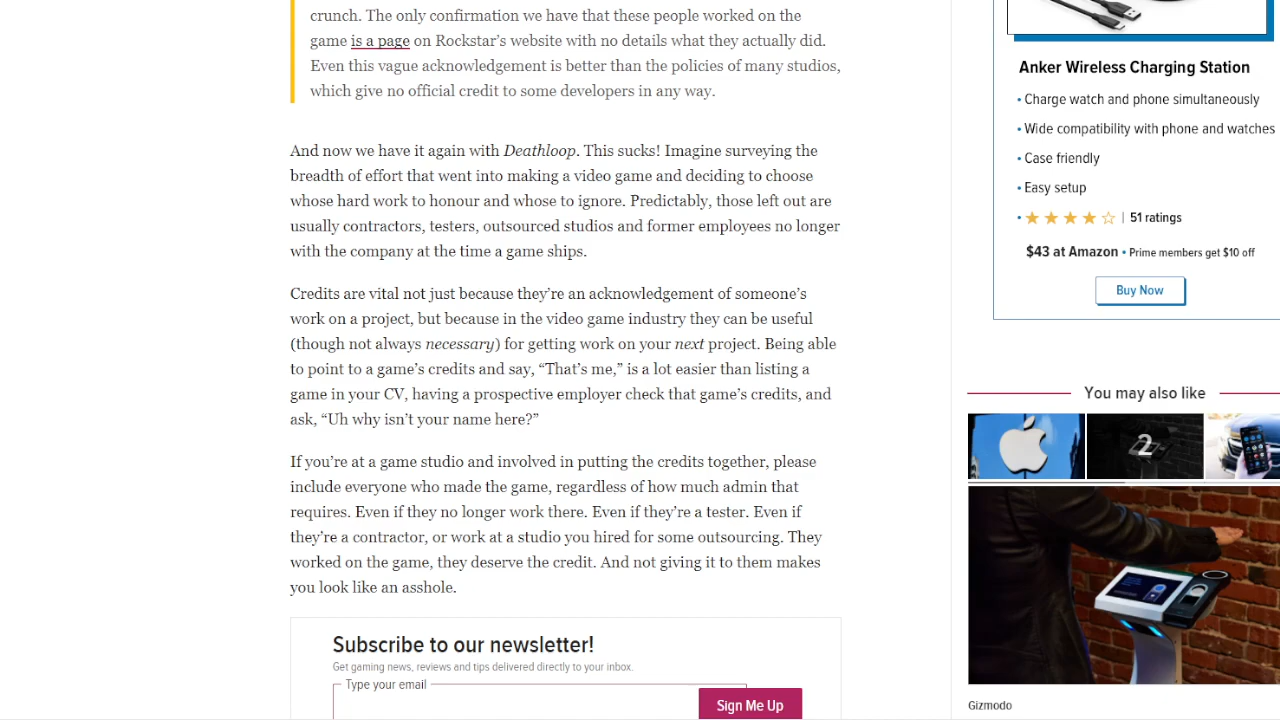 crunch. The only confirmation we have that these people worked on the
game is a page on Rockstar’s website with no details what they actually did.
Even this vague acknowledgement is better than the policies of many studios,
which give no official credit to some developers in any way.
And now we have it again with Deathloop. This sucks! Imagine surveying the
breadth of effort that went into making a video game and deciding to choose
whose hard work to honour and whose to ignore. Predictably, those left out are
usually contractors, testers, outsourced studios and former employees no longer
with the company at the time a game ships.
Credits are vital not just because they’re an acknowledgement of someone’s
work on a project, but because in the video game industry they can be useful
(though not always necessary) for getting work on your next project. Being able
to point to a game’s credits and say, “That’s me,” is a lot easier than listing a
game in your CV, having a prospective employer check that game’s credits, and
ask, “Uh why isn’t your name here?”
If you’re at a game studio and involved in putting the credits together, please
include everyone who made the game, regardless of how much admin that
requires. Even if they no longer work there. Even if they’re a tester. Even if
they’re a contractor, or work at a studio you hired for some outsourcing. They
worked on the game, they deserve the credit. And not giving it to them makes
you look like an asshole.
Subscribe to our newsletter!
Get gaming news, reviews and tips delivered directly to your inbox.
Type your email
Sign Me Up
Anker Wireless Charging Station
• Charge watch and phone simultaneously
• Wide compatibility with phone and watches
• Case friendly
• Easy setup
• ★★★★☆ | 51 ratings
$43 at Amazon • Prime members get $10 off
Buy Now
You may also like
2
Gizmodo